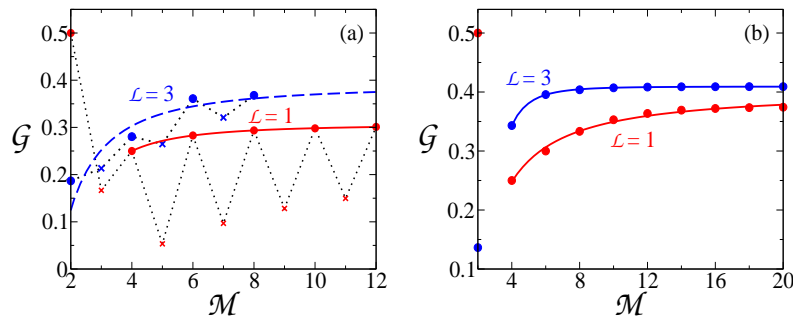 (a)
0.5
0.4
0.3
0.2
0.1
0
𝒢
ℒ = 3
ℒ = 1
2 4 6 8 10 12
ℳ
(b)
0.5
0.4
0.3
0.2
0.1
𝒢
ℒ = 3
ℒ = 1
4 8 12 16 20
ℳ